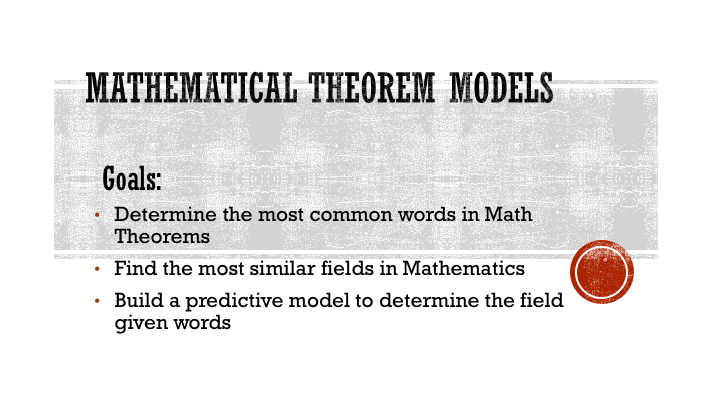 MATHEMATICAL THEOREM MODELS
Goals:
• Determine the most common words in Math
Theorems
• Find the most similar fields in Mathematics
• Build a predictive model to determine the field
given words